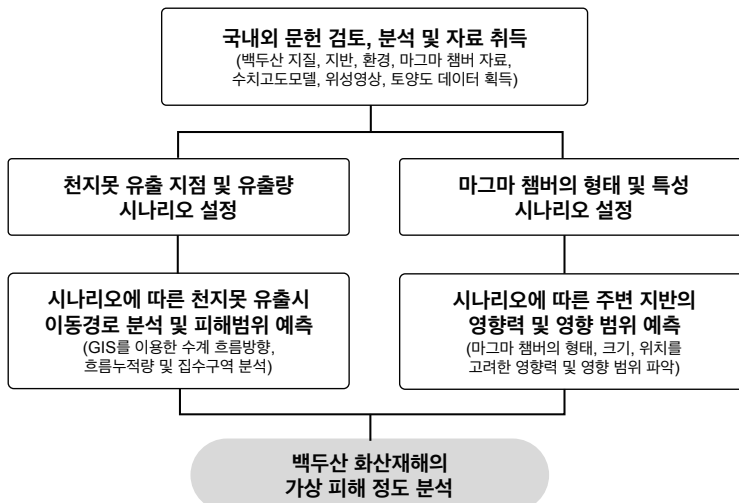 국내외 문헌 검토, 분석 및 자료 취득
(백두산 지질, 지반, 환경, 마그마 챔버 자료,
수치고도모델, 위성영상, 토양도 데이터 획득)
천지못 유출 지점 및 유출량
시나리오 설정
마그마 챔버의 형태 및 특성
시나리오 설정
시나리오에 따른 천지못 유출시
이동경로 분석 및 피해범위 예측
(GIS를 이용한 수계 흐름방향,
흐름누적량 및 집수구역 분석)
시나리오에 따른 주변 지반의
영향력 및 영향 범위 예측
(마그마 챔버의 형태, 크기, 위치를
고려한 영향력 및 영향 범위 파악)
백두산 화산재해의
가상 피해 정도 분석